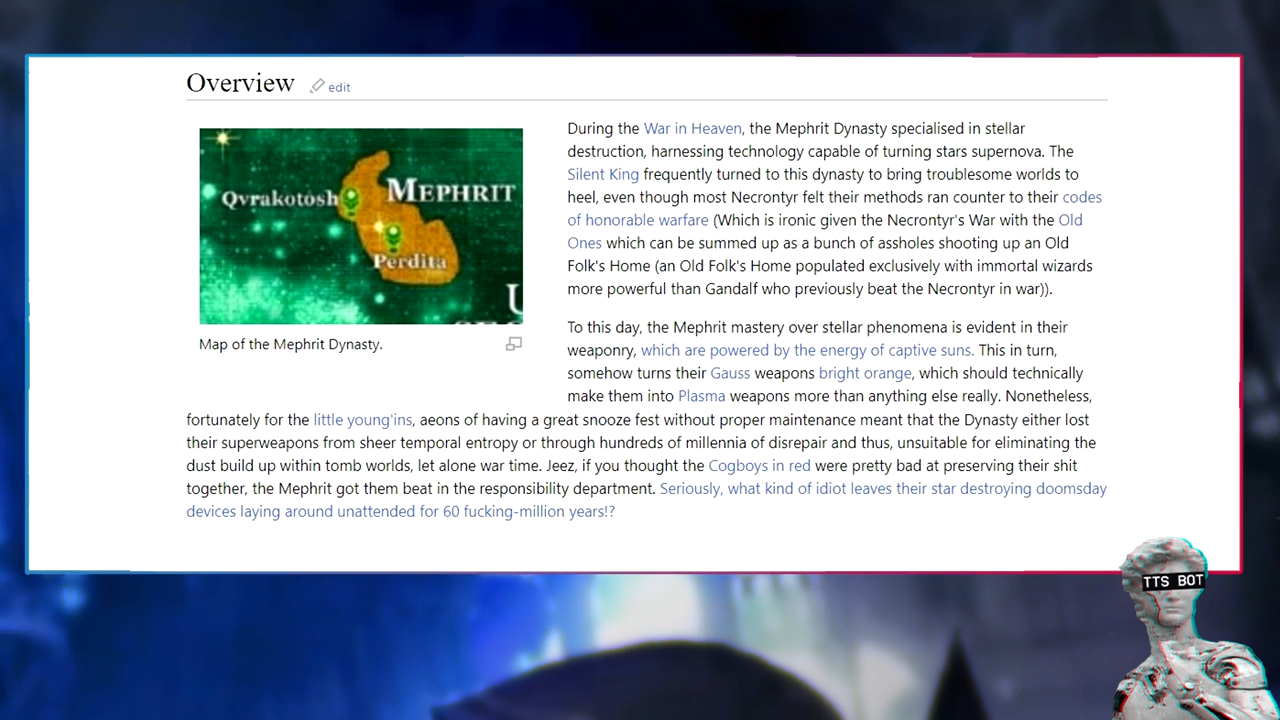 Overview edit
Qvrakotosh
MEPHRIT
Perdita
U
Map of the Mephrit Dynasty.
During the War in Heaven, the Mephrit Dynasty specialised in stellar
destruction, harnessing technology capable of turning stars supernova. The
Silent King frequently turned to this dynasty to bring troublesome worlds to
heel, even though most Necrontyr felt their methods ran counter to their codes
of honorable warfare (Which is ironic given the Necrontyr's War with the Old
Ones which can be summed up as a bunch of assholes shooting up an Old
Folk's Home (an Old Folk's Home populated exclusively with immortal wizards
more powerful than Gandalf who previously beat the Necrontyr in war)).
To this day, the Mephrit mastery over stellar phenomena is evident in their
weaponry, which are powered by the energy of captive suns. This in turn,
somehow turns their Gauss weapons bright orange, which should technically
make them into Plasma weapons more than anything else really. Nonetheless,
fortunately for the little young'ins, aeons of having a great snooze fest without proper maintenance meant that the Dynasty either lost
their superweapons from sheer temporal entropy or through hundreds of millennia of disrepair and thus, unsuitable for eliminating the
dust build up within tomb worlds, let alone war time. Jeez, if you thought the Cogboys in red were pretty bad at preserving their shit
together, the Mephrit got them beat in the responsibility department. Seriously, what kind of idiot leaves their star destroying doomsday
devices laying around unattended for 60 fucking-million years!?
TTS BOT